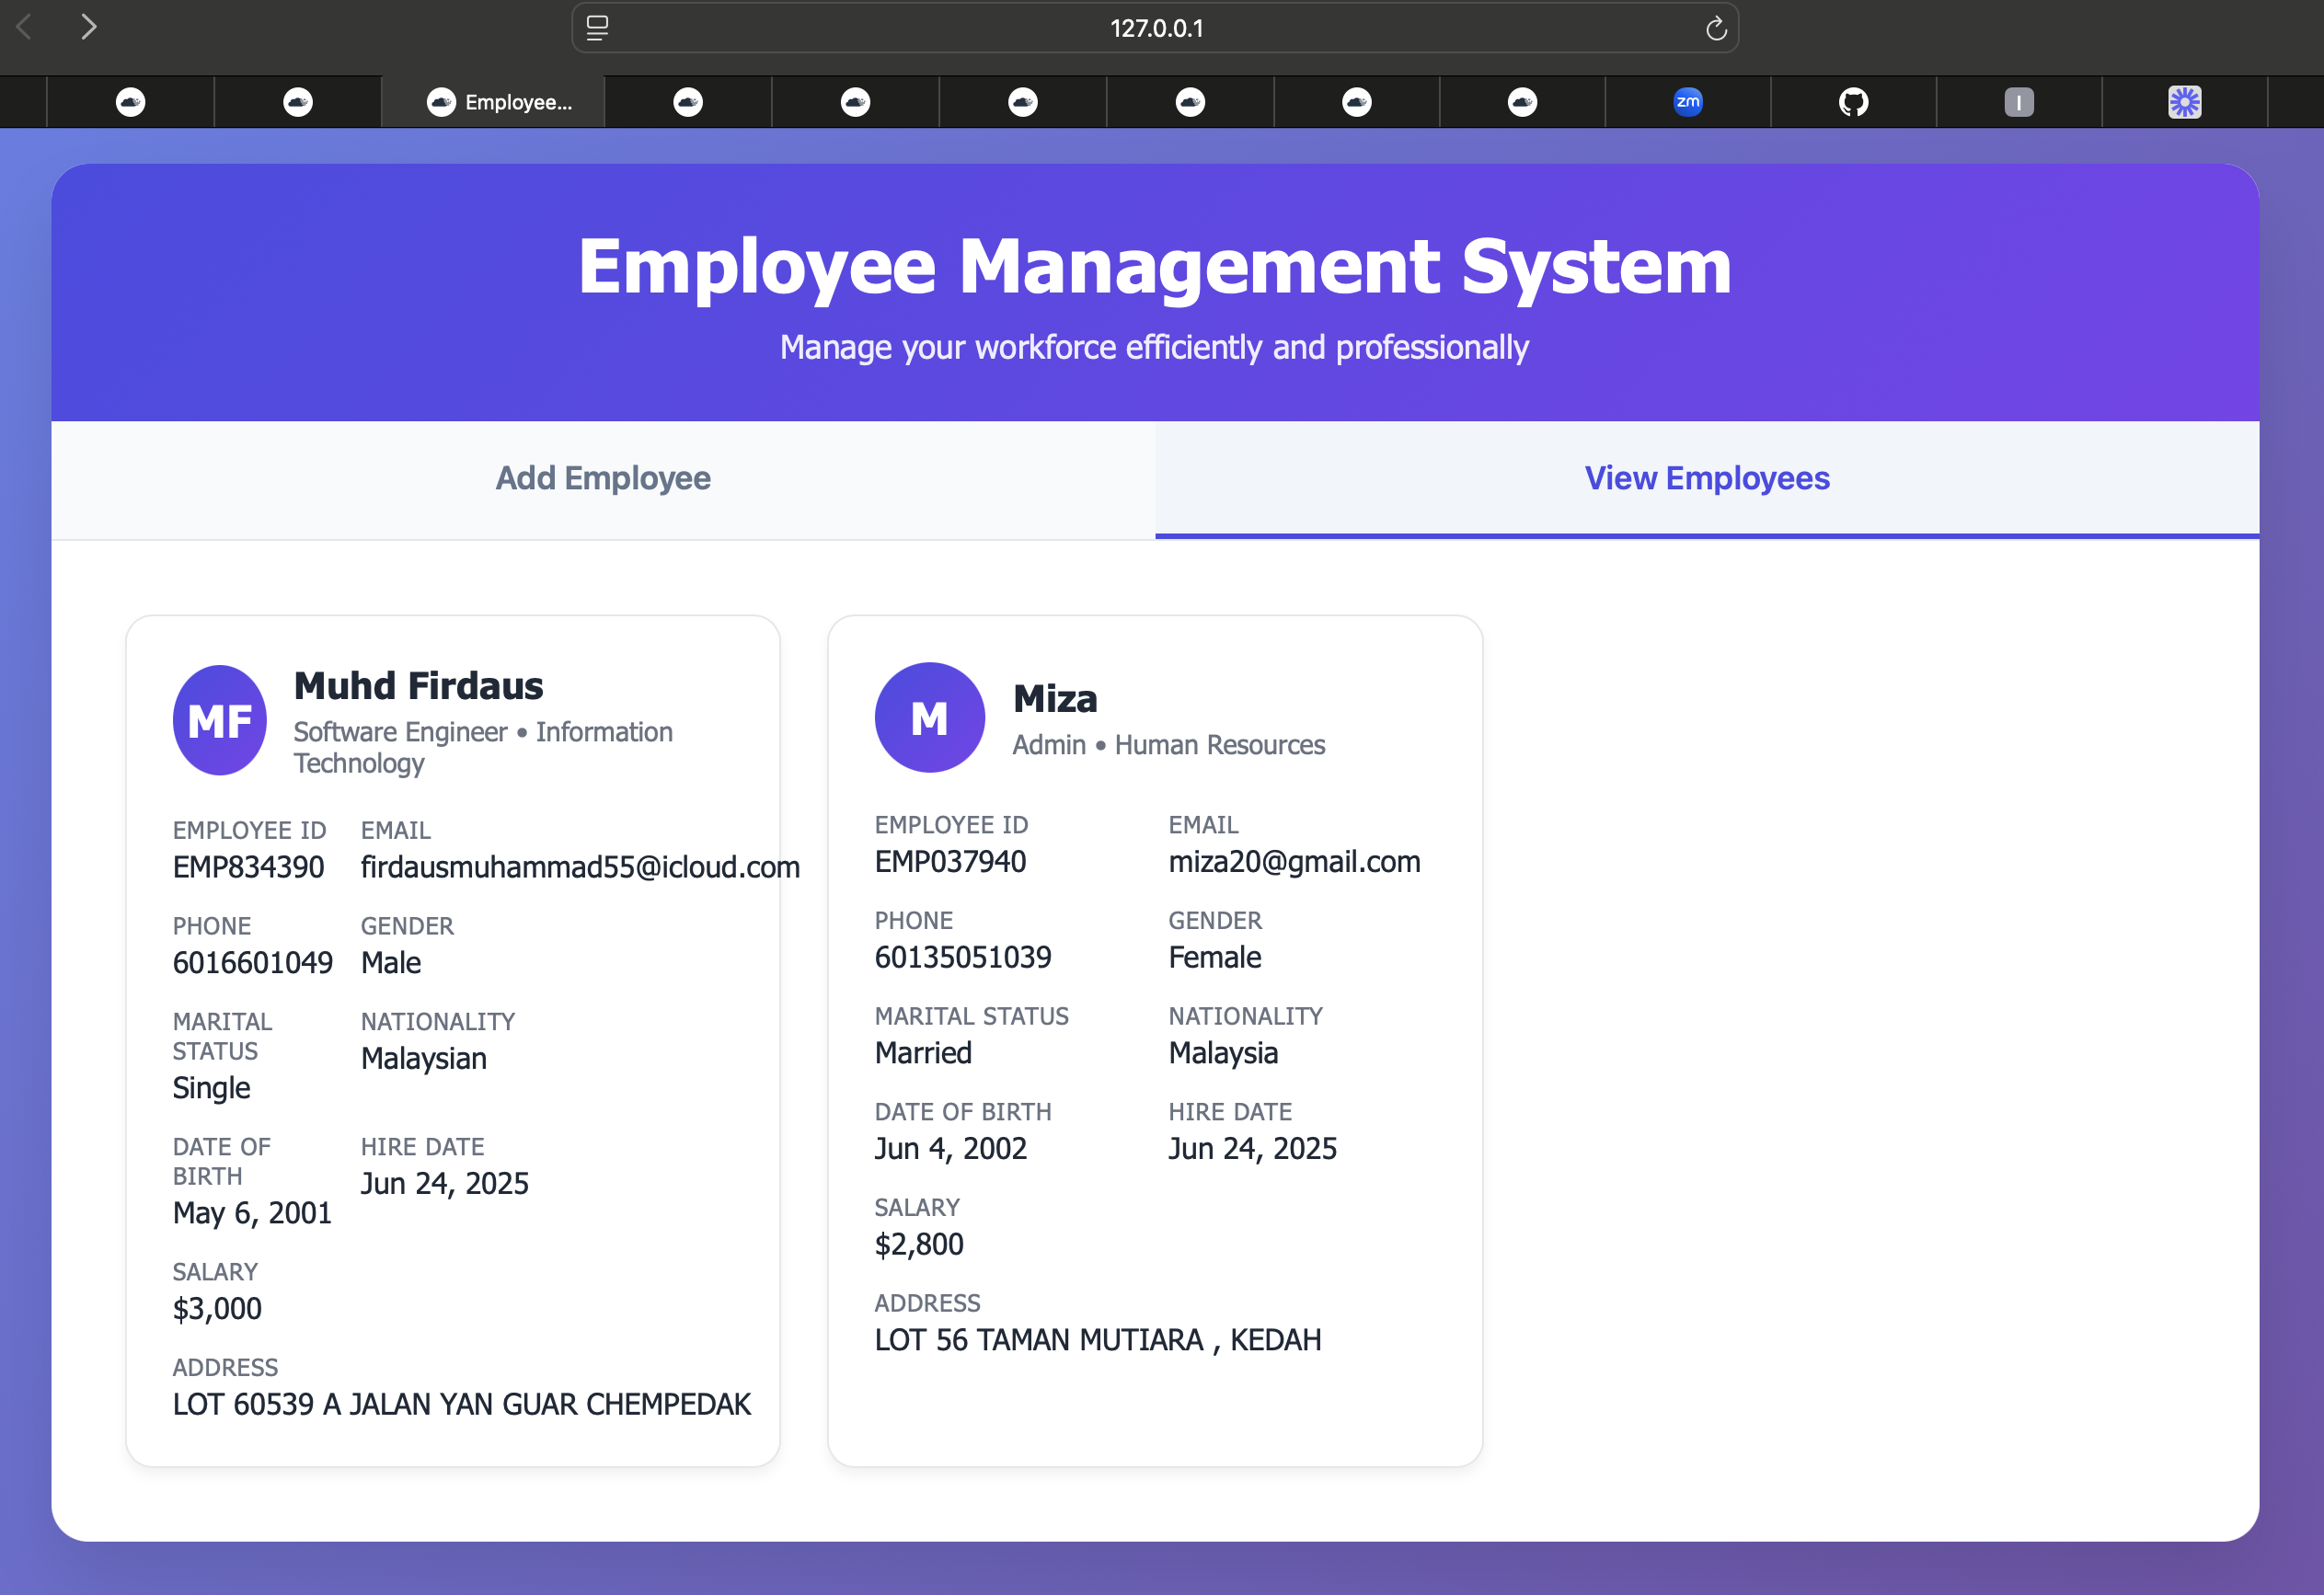 127.0.0.1
Employee...
zm
I
Employee Management System
Manage your workforce efficiently and professionally
Add Employee
View Employees
MF
Muhd Firdaus
Software Engineer • Information
Technology
EMPLOYEE ID
EMP834390
EMAIL
firdausmuhammad55@icloud.com
PHONE
6016601049
GENDER
Male
MARITAL
STATUS
Single
NATIONALITY
Malaysian
DATE OF
BIRTH
May 6, 2001
HIRE DATE
Jun 24, 2025
SALARY
$3,000
ADDRESS
LOT 60539 A JALAN YAN GUAR CHEMPEDAK
M
Miza
Admin • Human Resources
EMPLOYEE ID
EMP037940
EMAIL
miza20@gmail.com
PHONE
60135051039
GENDER
Female
MARITAL STATUS
Married
NATIONALITY
Malaysia
DATE OF BIRTH
Jun 4, 2002
HIRE DATE
Jun 24, 2025
SALARY
$2,800
ADDRESS
LOT 56 TAMAN MUTIARA , KEDAH